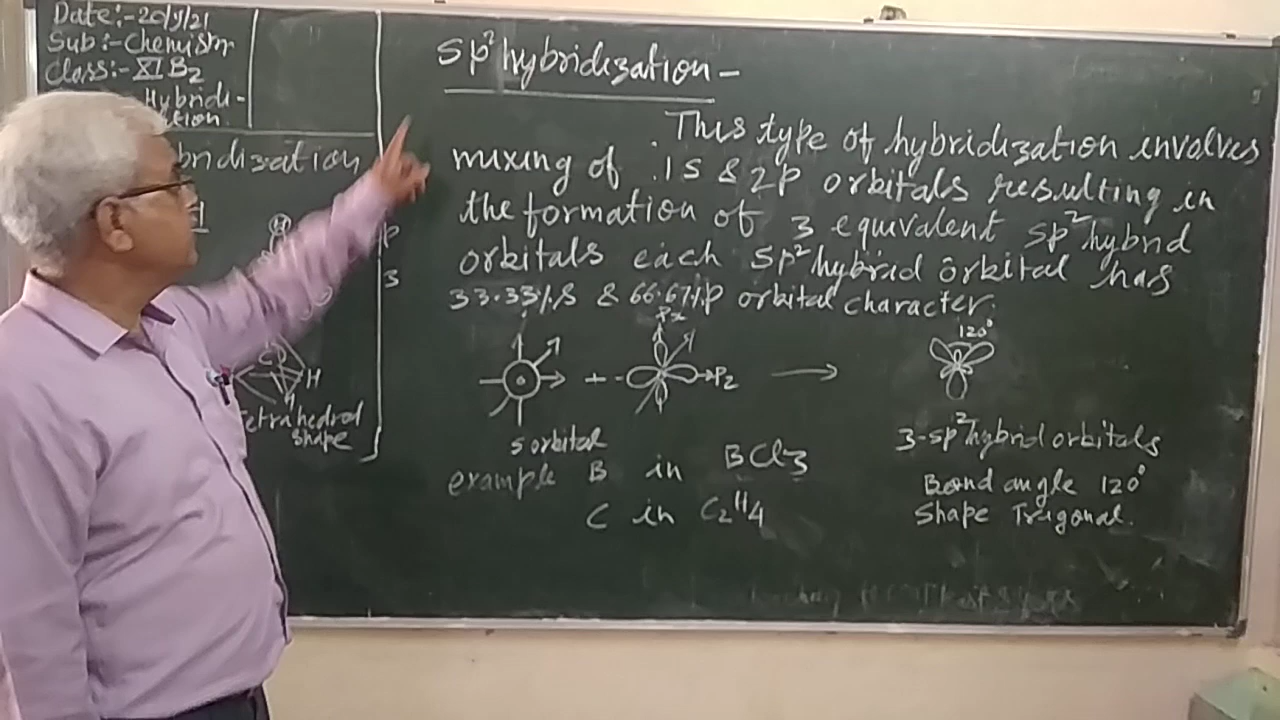 Date:-20/9/21
Sub:-Chemistr
Class:-XI B2
Hybridi-
ation.
bridization
H
Tetrahedral
shape
p
s
Sp² hybridization -
This type of hybridization involves
mixing of 1s & 2p orbitals resulting in
the formation of 3 equivalent sp² hybrid
orbitals each sp² hybrid orbital has
33.33%s & 66.67%p orbital character.
+
Pz
120°
s orbital
3-sp² hybrid orbitals
example B in BCl3
Bond angle 120°
C in C2H4
Shape Trigonal.